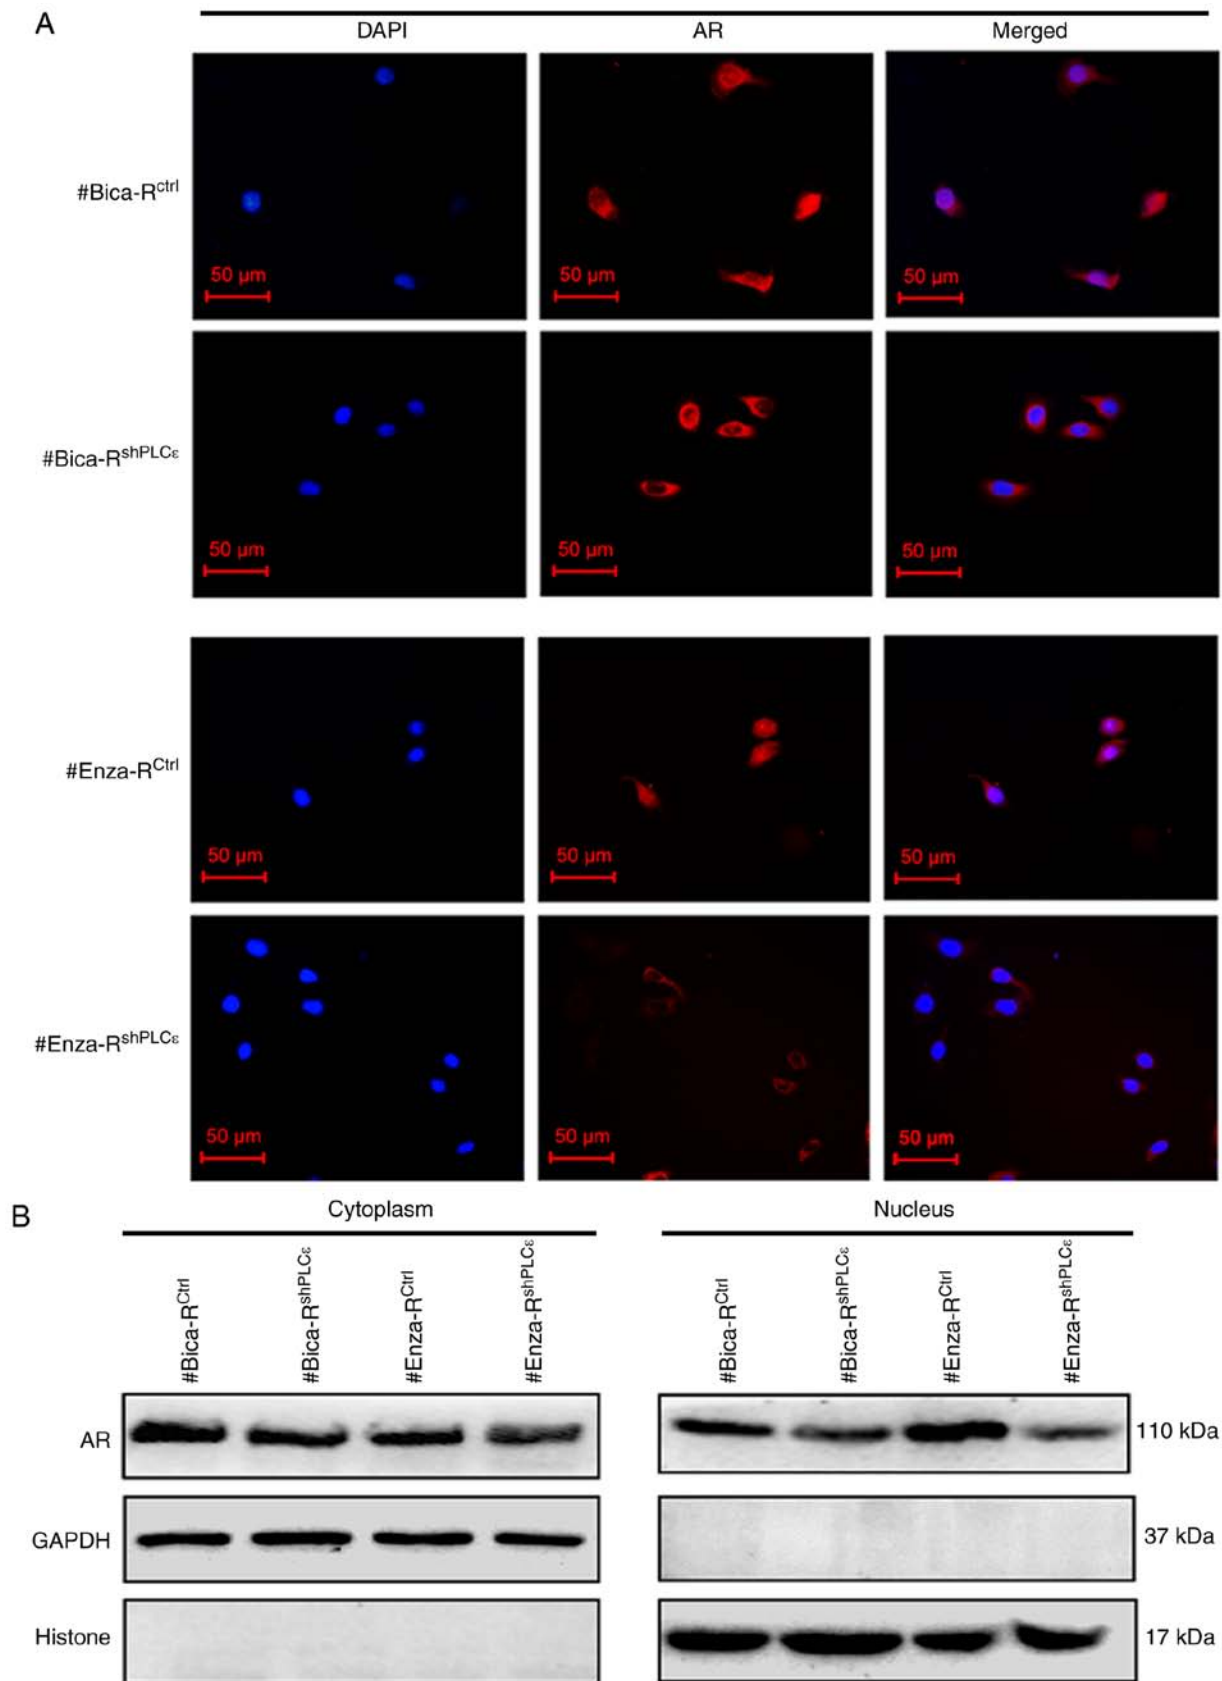 A
DAPI AR Merged
#Bica-Rctrl
50 µm 50 µm 50 µm
#Bica-RshPLCε
50 µm 50 µm 50 µm
#Enza-RCtrl
50 µm 50 µm 50 µm
#Enza-RshPLCε
50 µm 50 µm 50 µm
B
Cytoplasm Nucleus
#Bica-RCtrl #Bica-RshPLCε #Enza-RCtrl #Enza-RshPLCε #Bica-RCtrl #Bica-RshPLCε #Enza-RCtrl #Enza-RshPLCε
AR 110 kDa
GAPDH 37 kDa
Histone 17 kDa